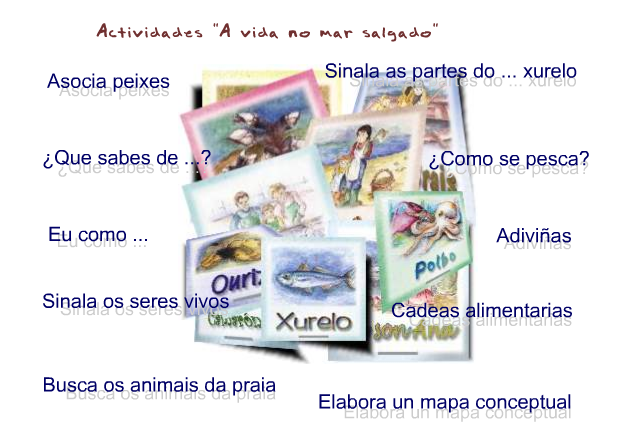 Actividades "A vida no mar salgado"
Asocia peixes
Sinala as partes do ... xurelo
¿Que sabes de ...?
¿Como se pesca?
Eu como ...
Adiviñas
Polbo
Sinala os seres vivos
Xurelo
Cadeas alimentarias
Busca os animais da praia
Elabora un mapa conceptual